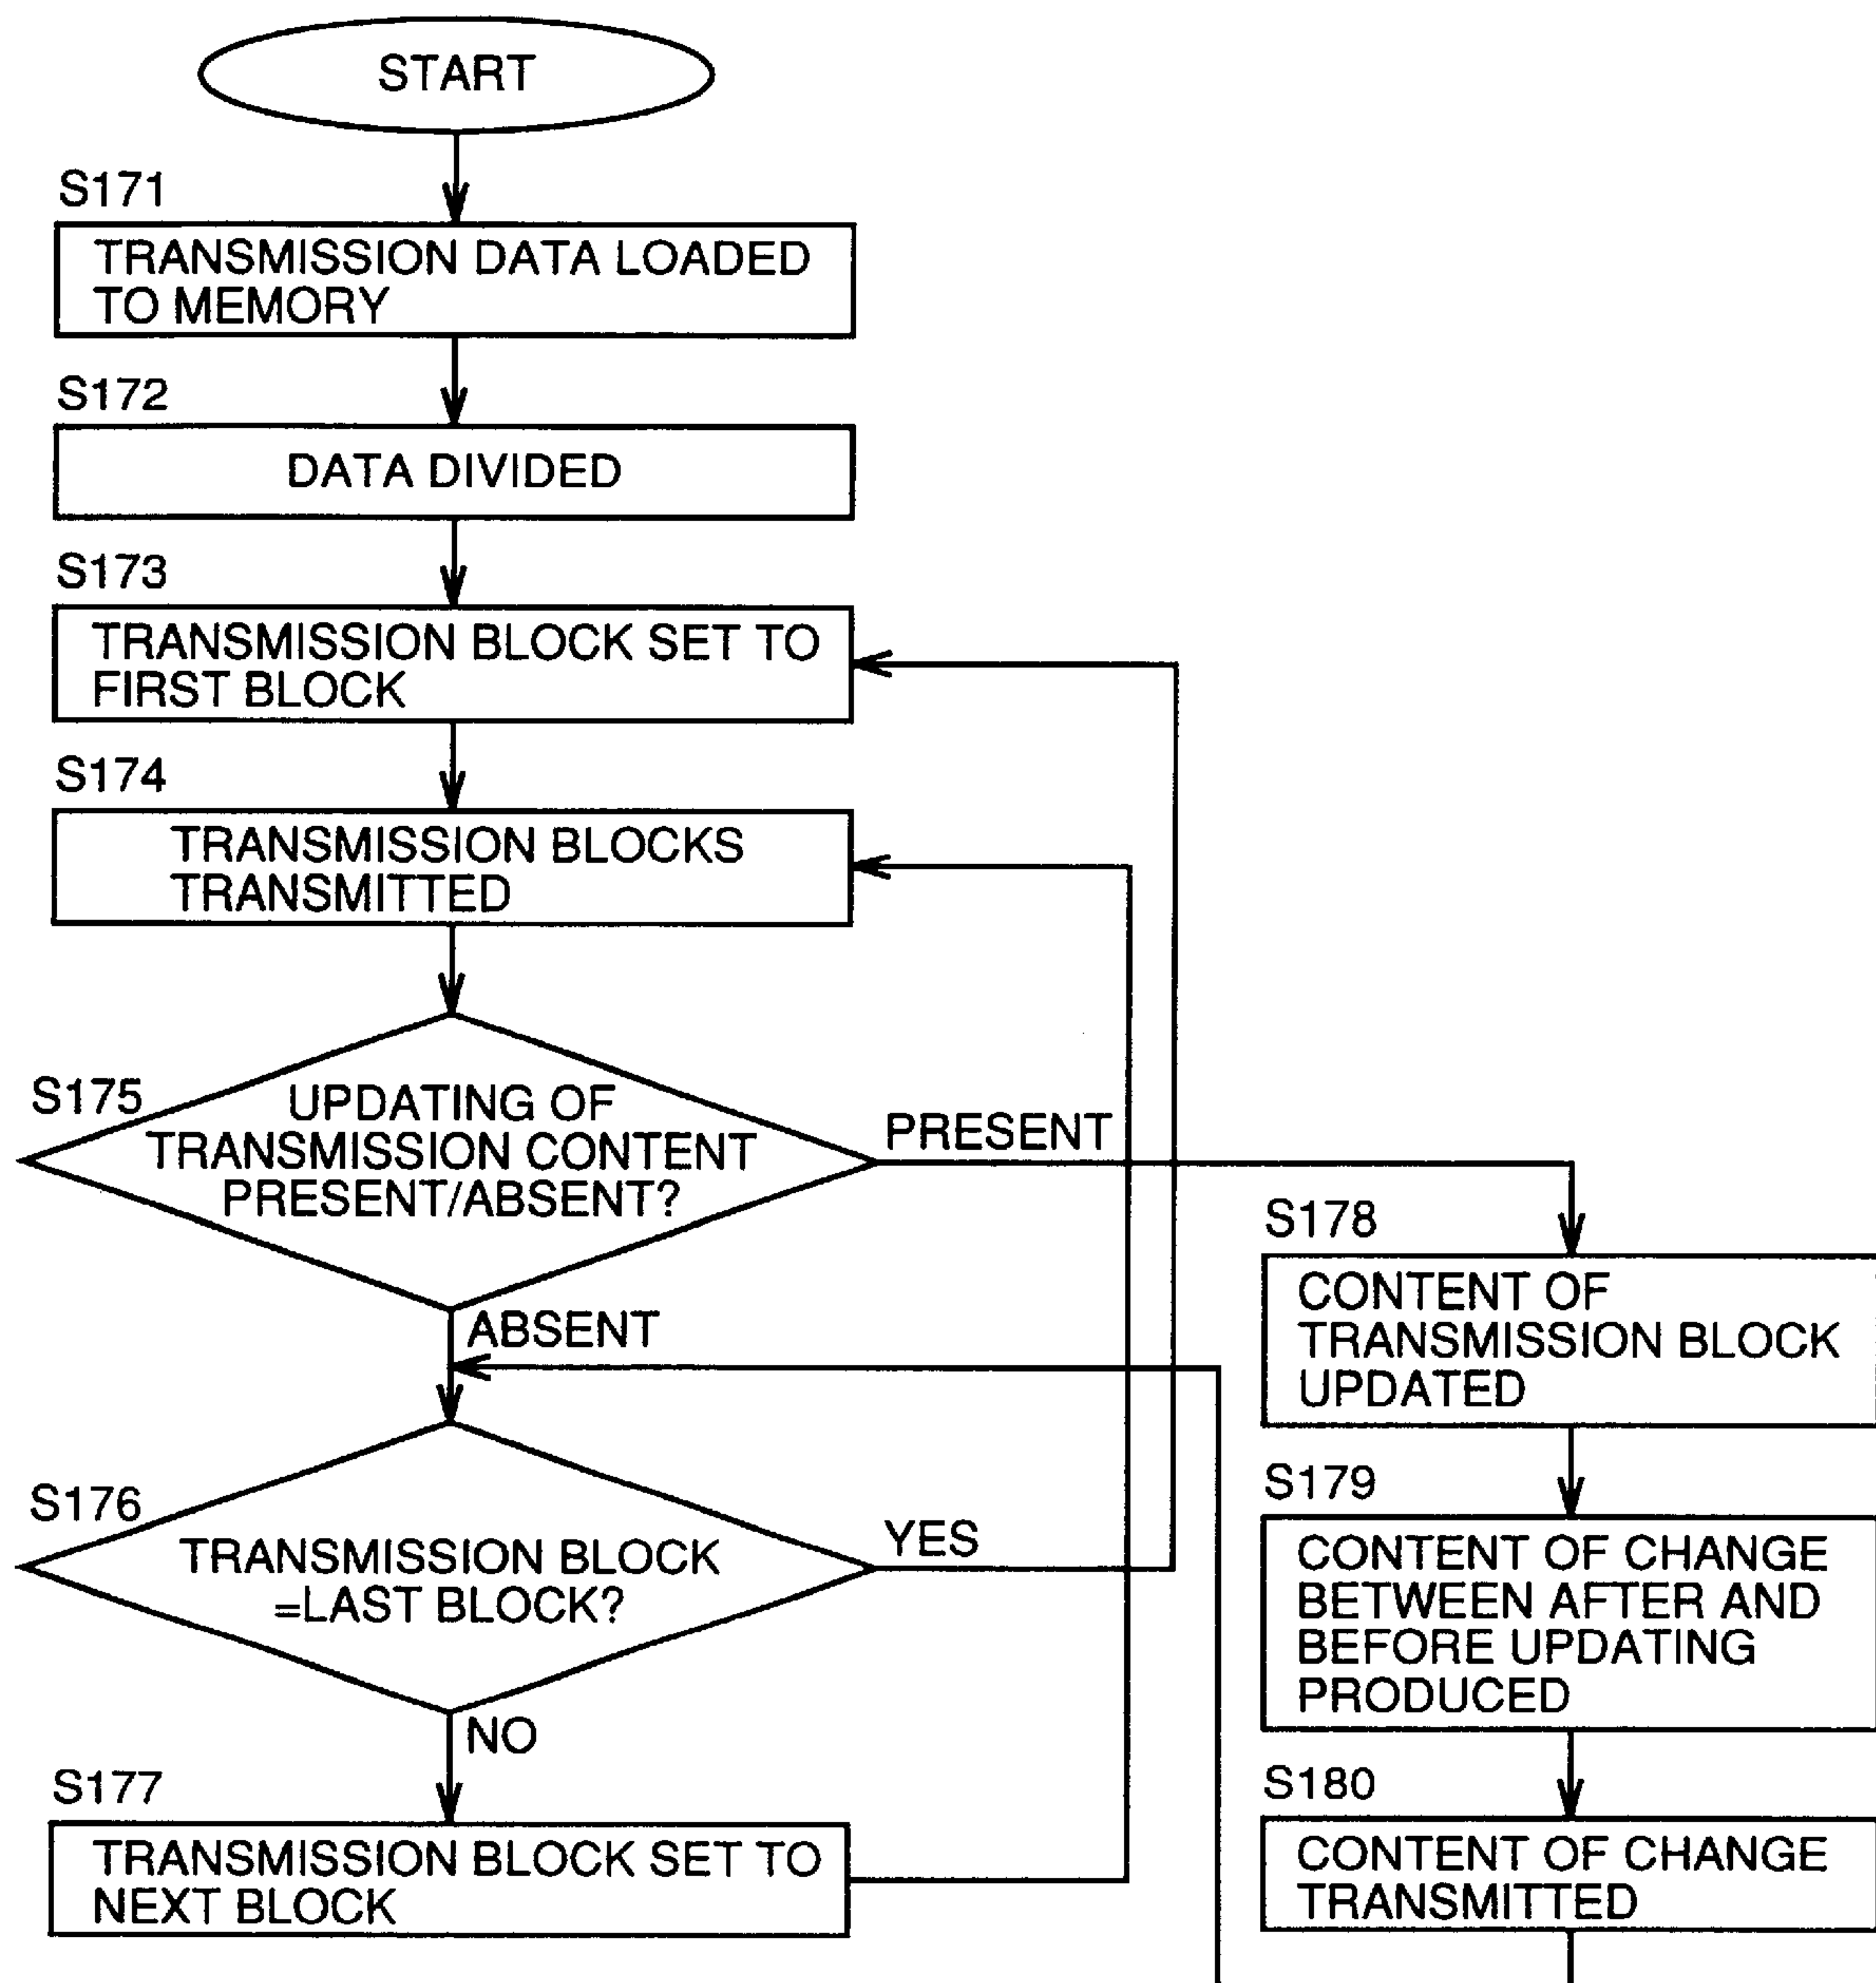 START
S171
TRANSMISSION DATA LOADED
TO MEMORY
S172
DATA DIVIDED
S173
TRANSMISSION BLOCK SET TO
FIRST BLOCK
S174
TRANSMISSION BLOCKS
TRANSMITTED
S175
UPDATING OF
TRANSMISSION CONTENT
PRESENT/ABSENT?
PRESENT
ABSENT
S176
TRANSMISSION BLOCK
=LAST BLOCK?
YES
NO
S177
TRANSMISSION BLOCK SET TO
NEXT BLOCK
S178
CONTENT OF
TRANSMISSION BLOCK
UPDATED
S179
CONTENT OF CHANGE
BETWEEN AFTER AND
BEFORE UPDATING
PRODUCED
S180
CONTENT OF CHANGE
TRANSMITTED